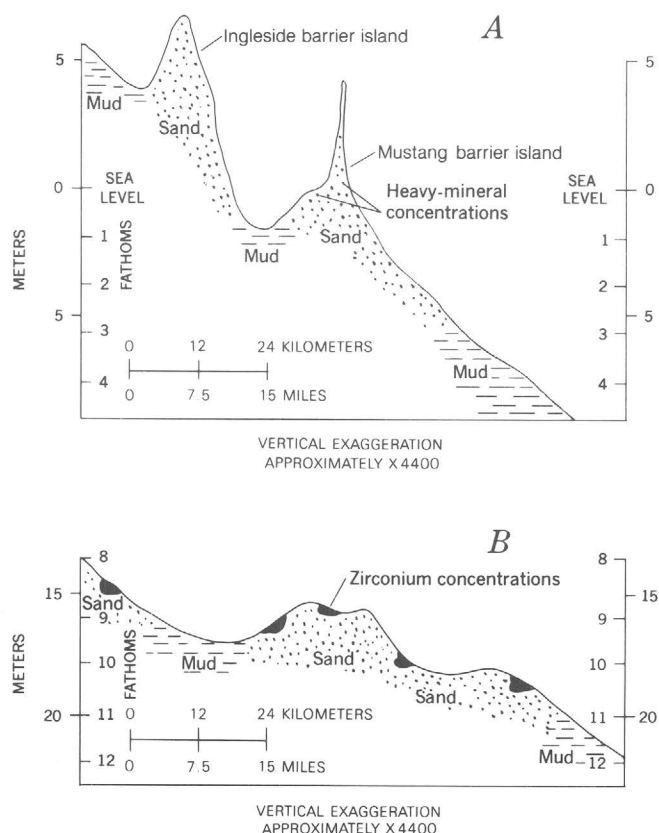 A
Ingleside barrier island
5
5
Mud
Sand
Mustang barrier island
Heavy-mineral
concentrations
0
SEA
LEVEL
0
SEA
LEVEL
METERS
FATHOMS
1
1
Mud
Sand
2
2
5
3
3
5
0 12 24 KILOMETERS
Mud
4
4
0 7.5 15 MILES
VERTICAL EXAGGERATION
APPROXIMATELY X 4400
B
8
8
Zirconium concentrations
15
15
Sand
9
9
METERS
FATHOMS
10
10
Mud
Sand
Sand
20
11
11
20
0 12 24 KILOMETERS
Mud
12
12
0 7.5 15 MILES
VERTICAL EXAGGERATION
APPROXIMATELY X 4400